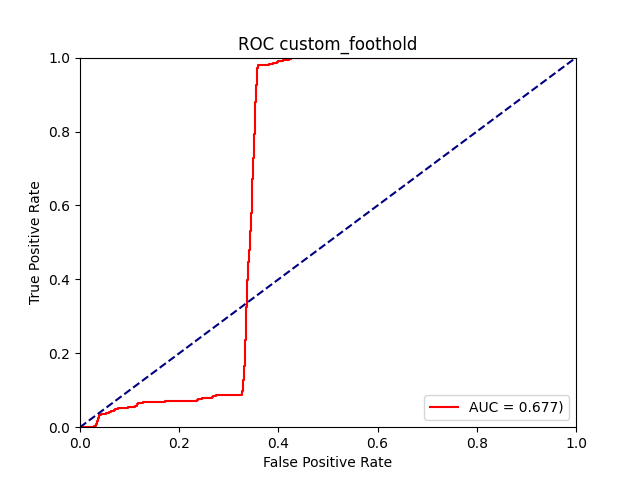 ROC custom_foothold
1.0
0.8
0.6
0.4
0.2
0.0
True Positive Rate
AUC = 0.677)
0.0 0.2 0.4 0.6 0.8 1.0
False Positive Rate